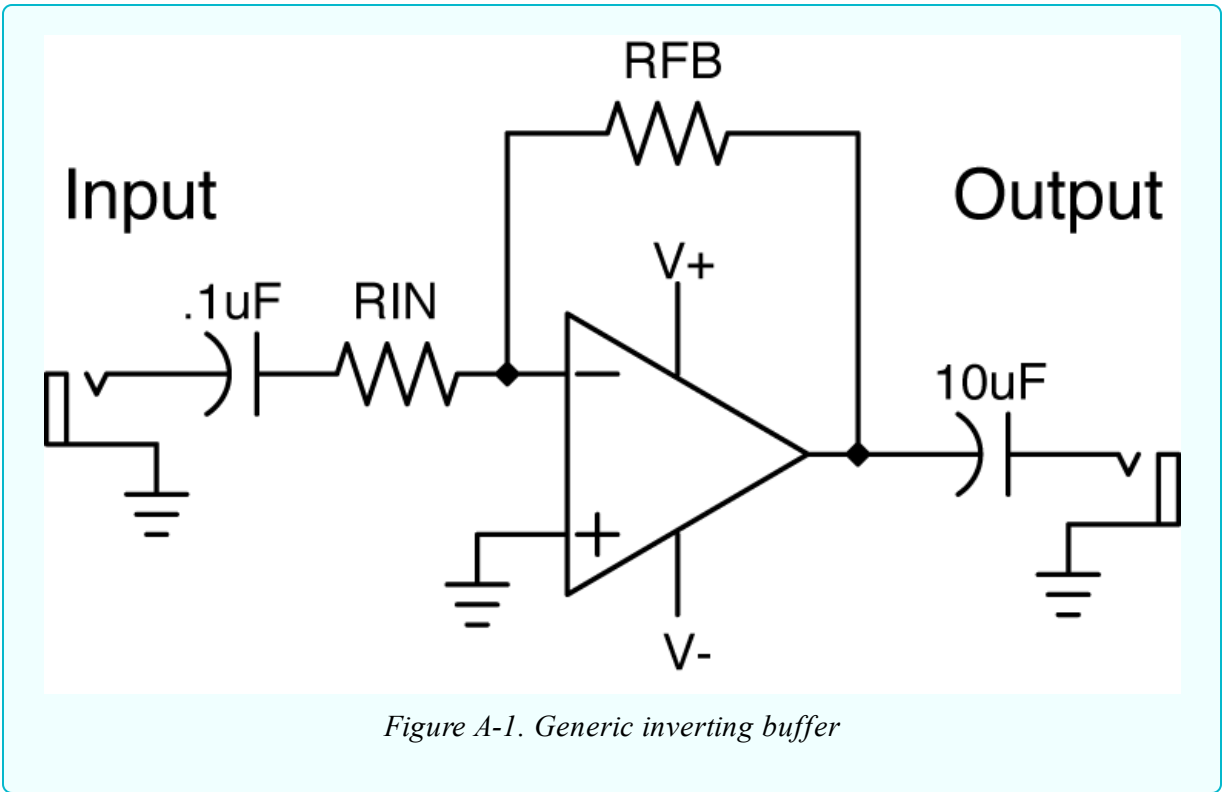 RFB
Input
Output
V+
.1uF
RIN
10uF
V-
Figure A-1. Generic inverting buffer